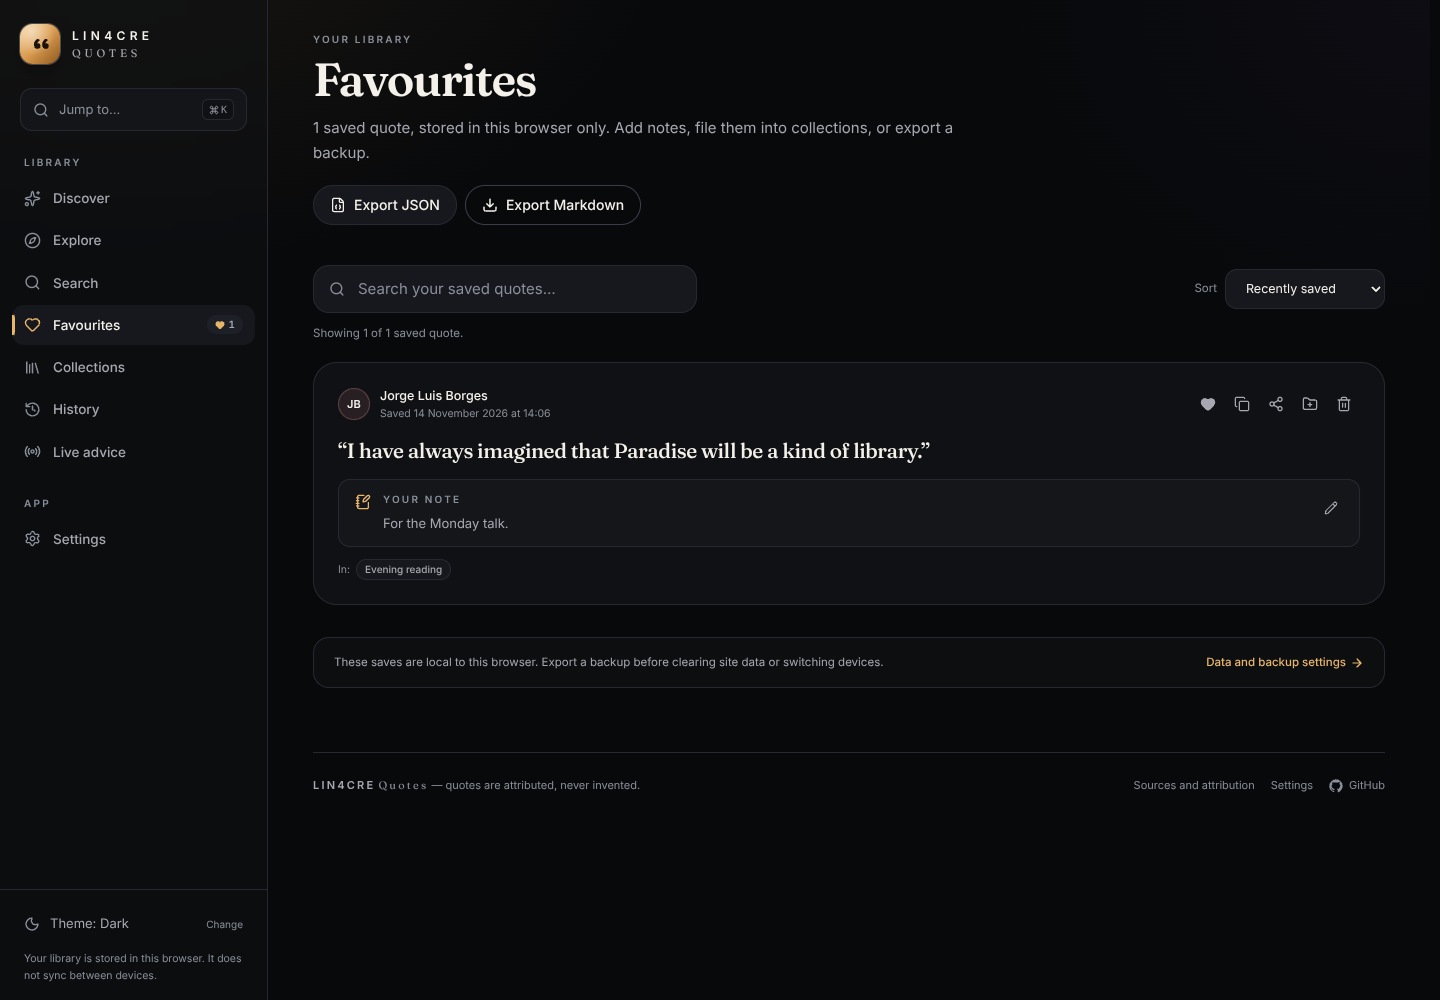 LIN4CRE
QUOTES
Jump to...
⌘K
LIBRARY
Discover
Explore
Search
Favourites
1
Collections
History
Live advice
APP
Settings
Theme: Dark
Change
Your library is stored in this browser. It does
not sync between devices.
YOUR LIBRARY
Favourites
1 saved quote, stored in this browser only. Add notes, file them into collections, or export a
backup.
Export JSON
Export Markdown
Search your saved quotes...
Sort
Recently saved
Showing 1 of 1 saved quote.
JB
Jorge Luis Borges
Saved 14 November 2026 at 14:06
“I have always imagined that Paradise will be a kind of library.”
YOUR NOTE
For the Monday talk.
In:
Evening reading
These saves are local to this browser. Export a backup before clearing site data or switching devices.
Data and backup settings →
LIN4CRE Quotes — quotes are attributed, never invented.
Sources and attribution
Settings
GitHub